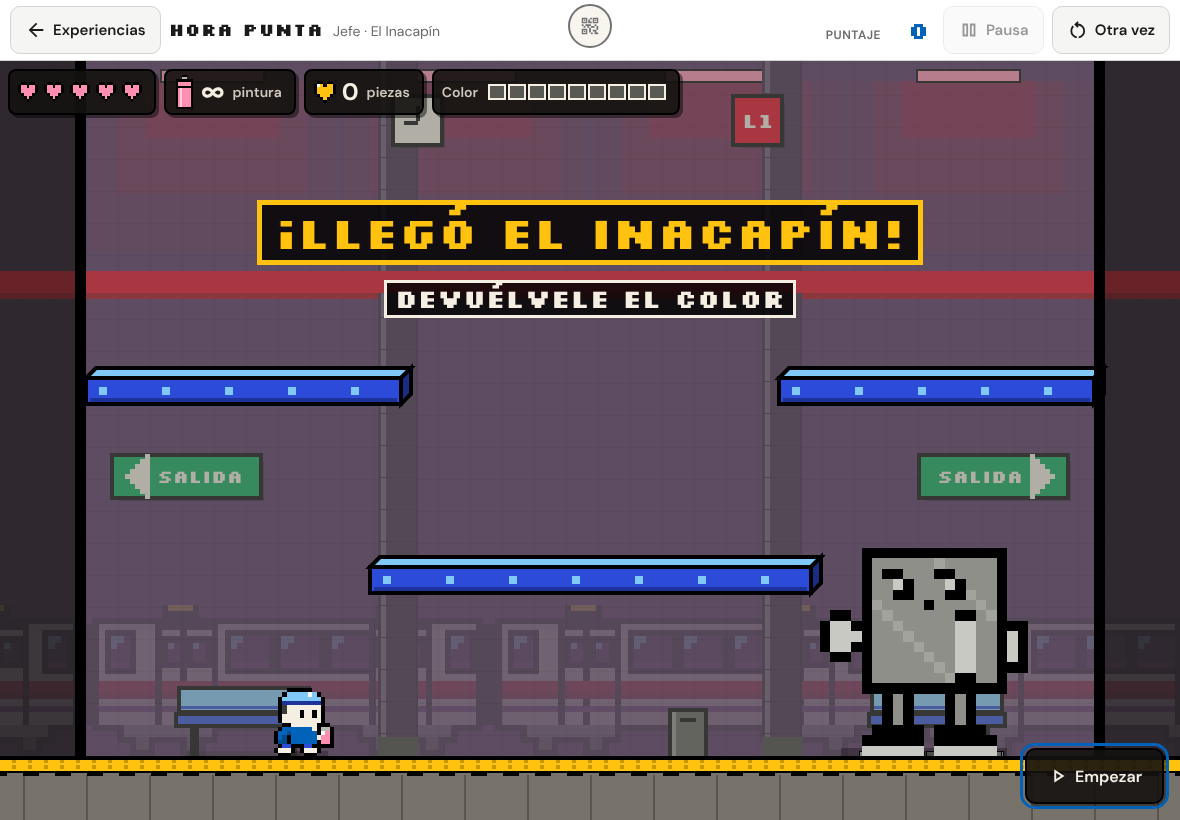 Experiencias
HORA PUNTA
Jefe · El Inacapín
PUNTAJE
0
Pausa
Otra vez
∞ pintura
0 piezas
Color
L1
¡LLEGÓ EL INACAPÍN!
DEVUÉLVELE EL COLOR
SALIDA
SALIDA
Empezar